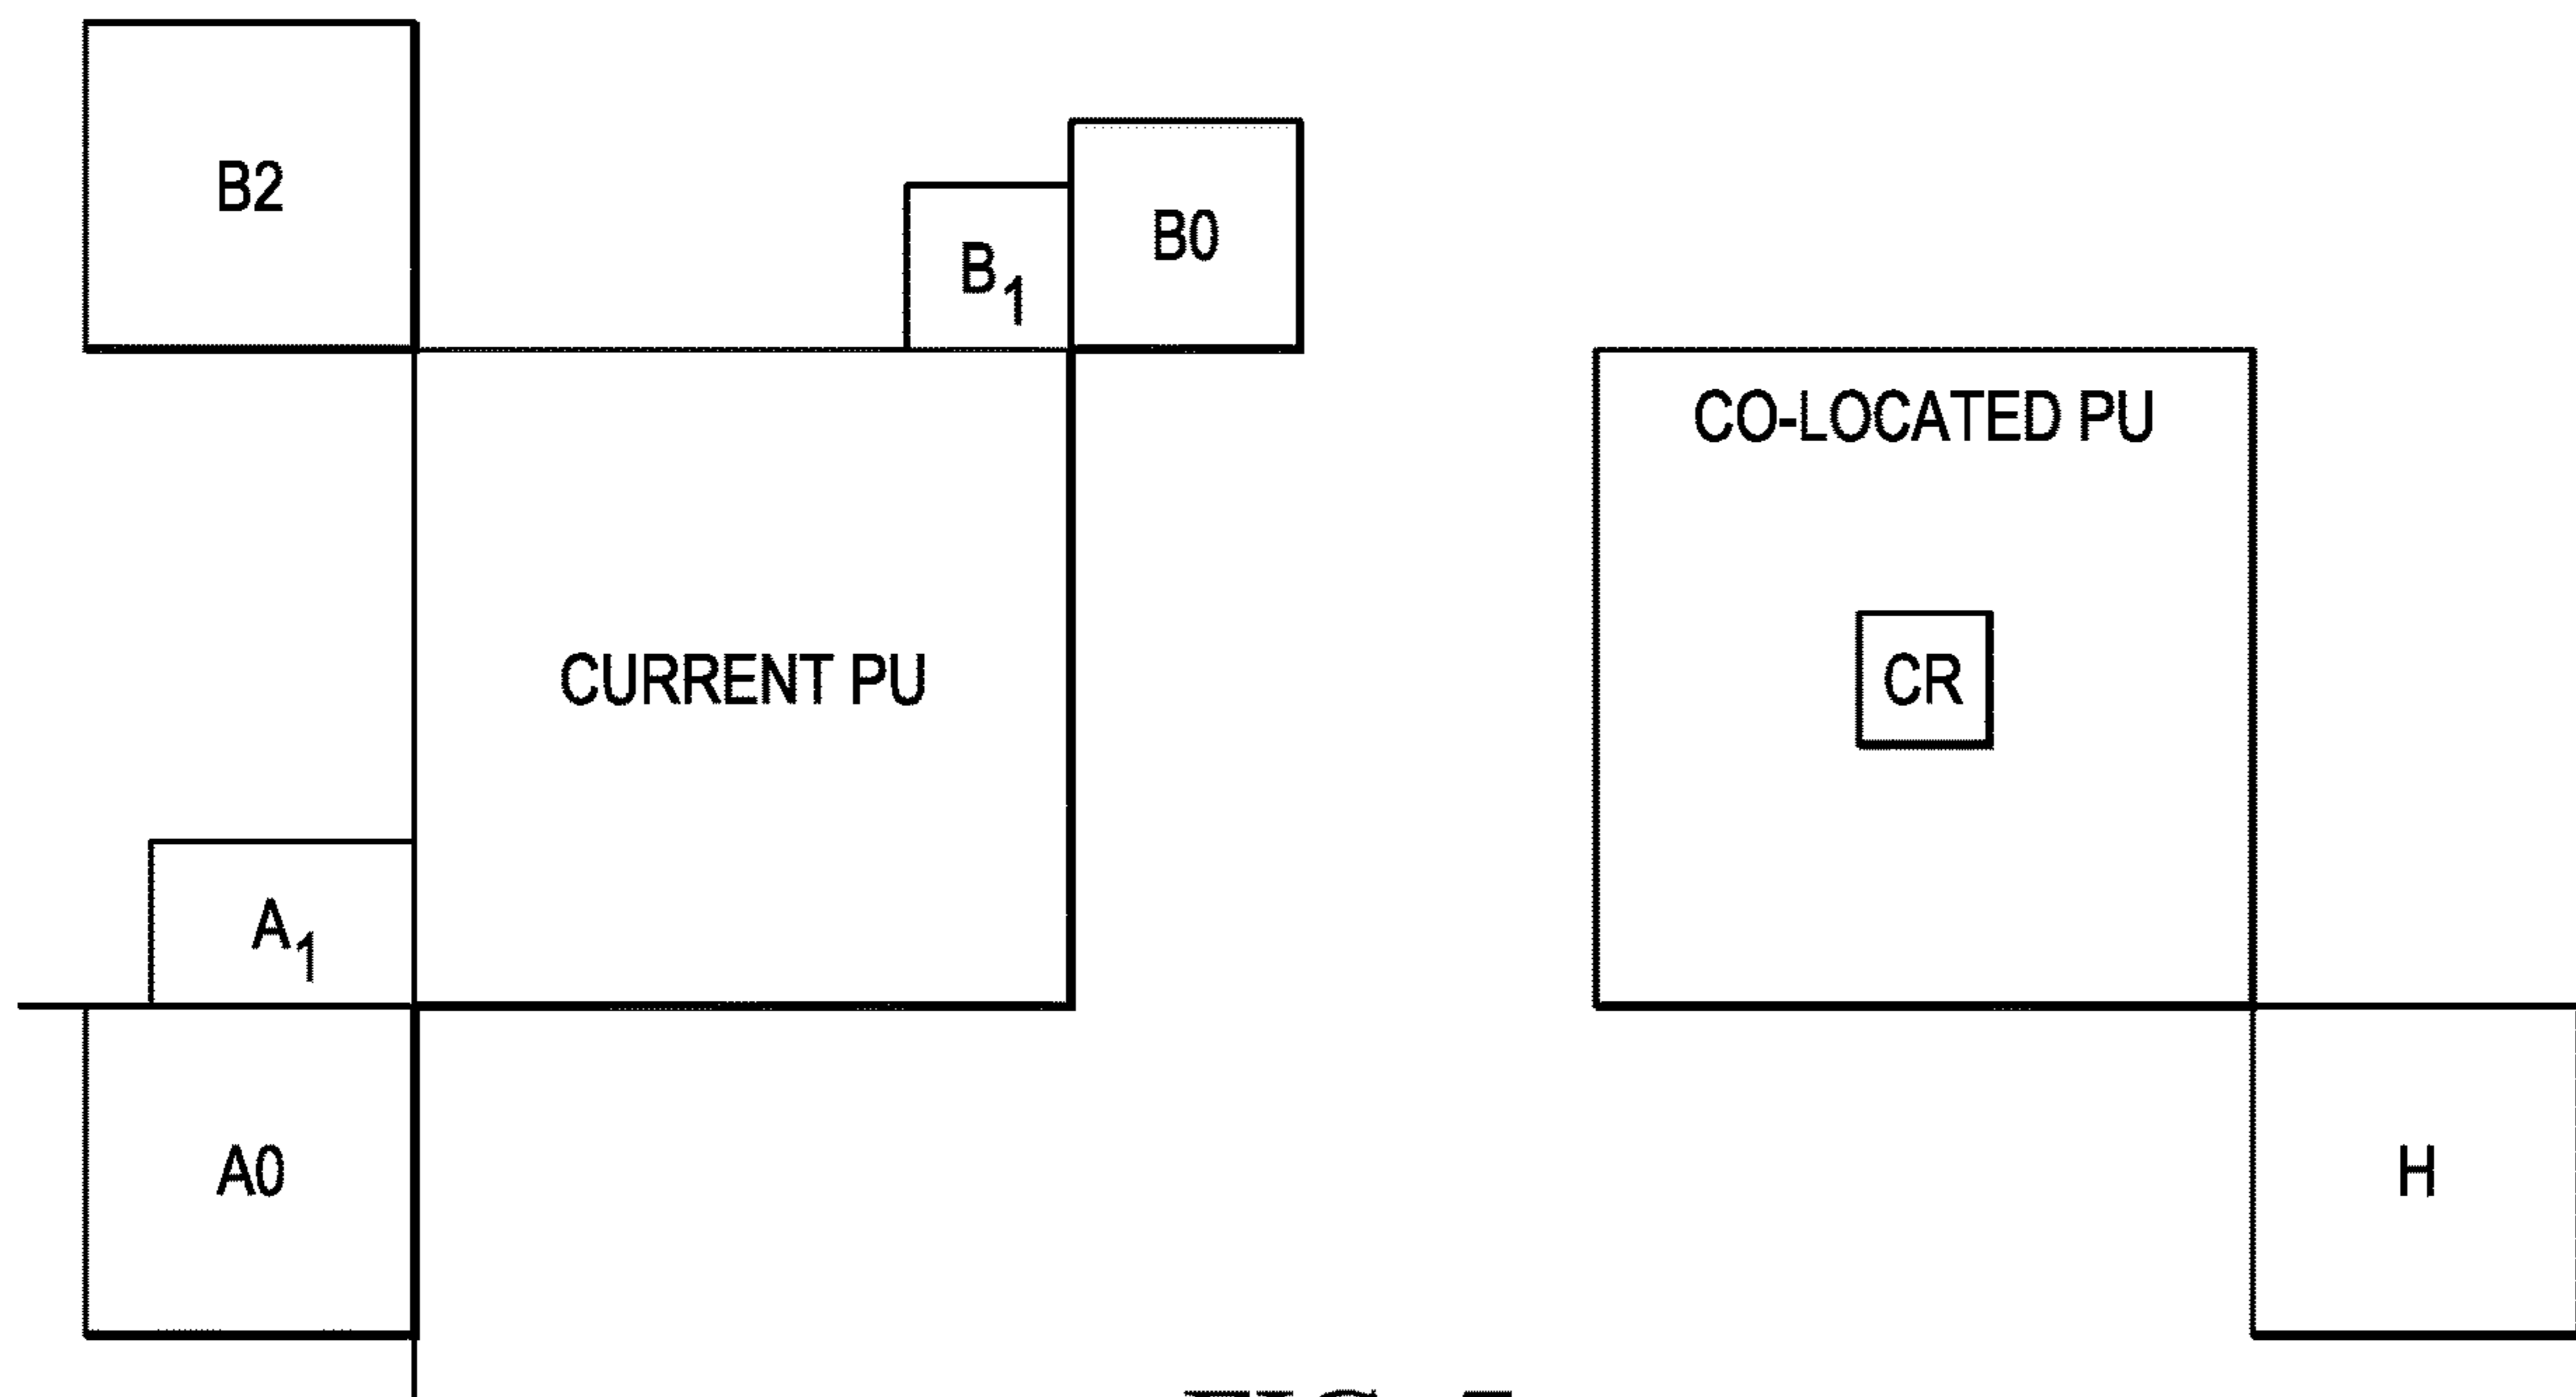 B2
B0
B1
CO-LOCATED PU
CURRENT PU
CR
A1
A0
H